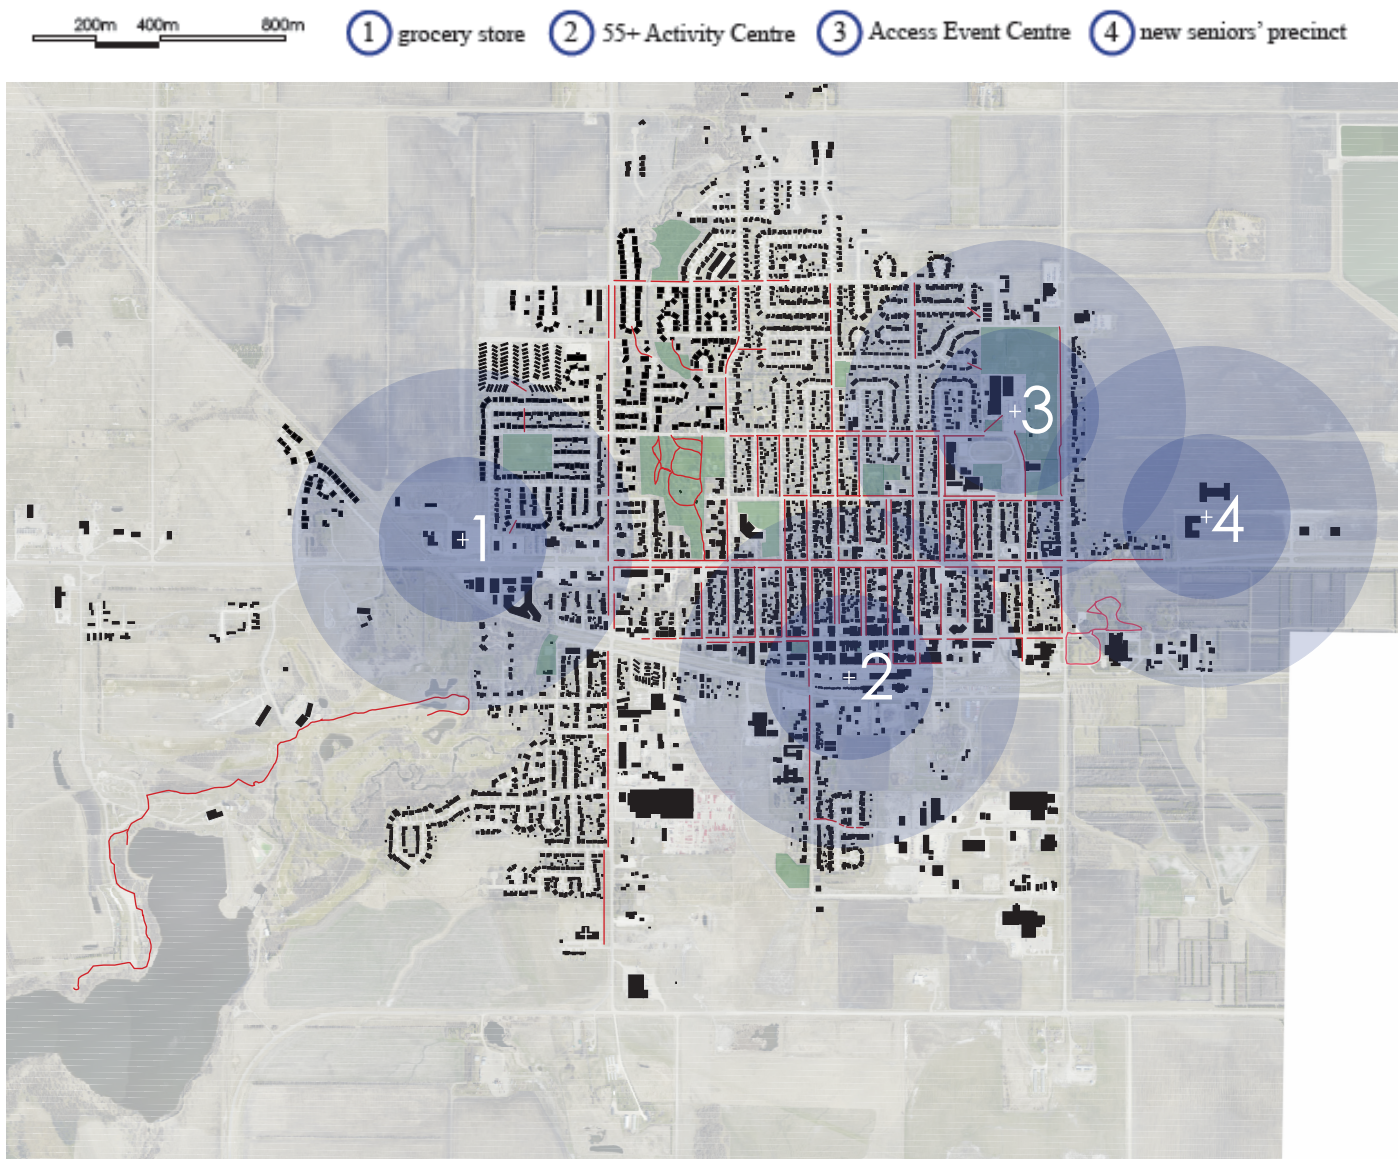 200m 400m 800m
1 grocery store 2 55+ Activity Centre 3 Access Event Centre 4 new seniors’ precinct
3
4
1
2